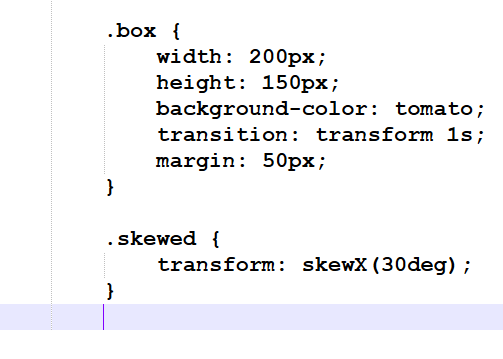 .box {
width: 200px;
height: 150px;
background-color: tomato;
transition: transform 1s;
margin: 50px;
}
.skewed {
transform: skewX(30deg);
}